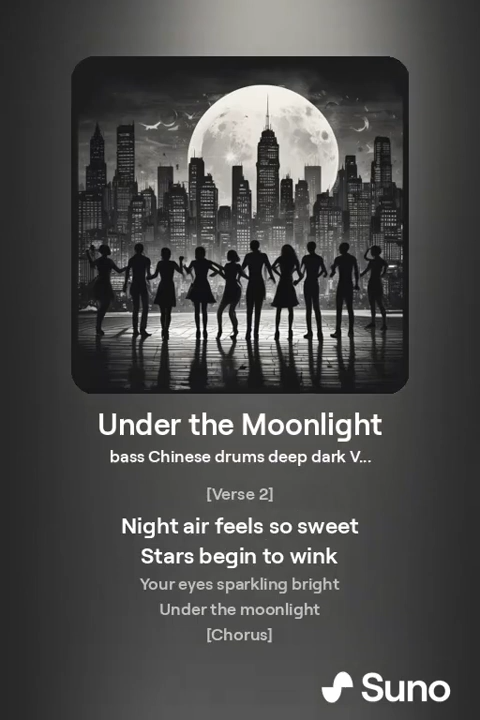 Under the Moonlight
bass Chinese drums deep dark V...
[Verse 2]
Night air feels so sweet
Stars begin to wink
Your eyes sparkling bright
Under the moonlight
[Chorus]
Suno